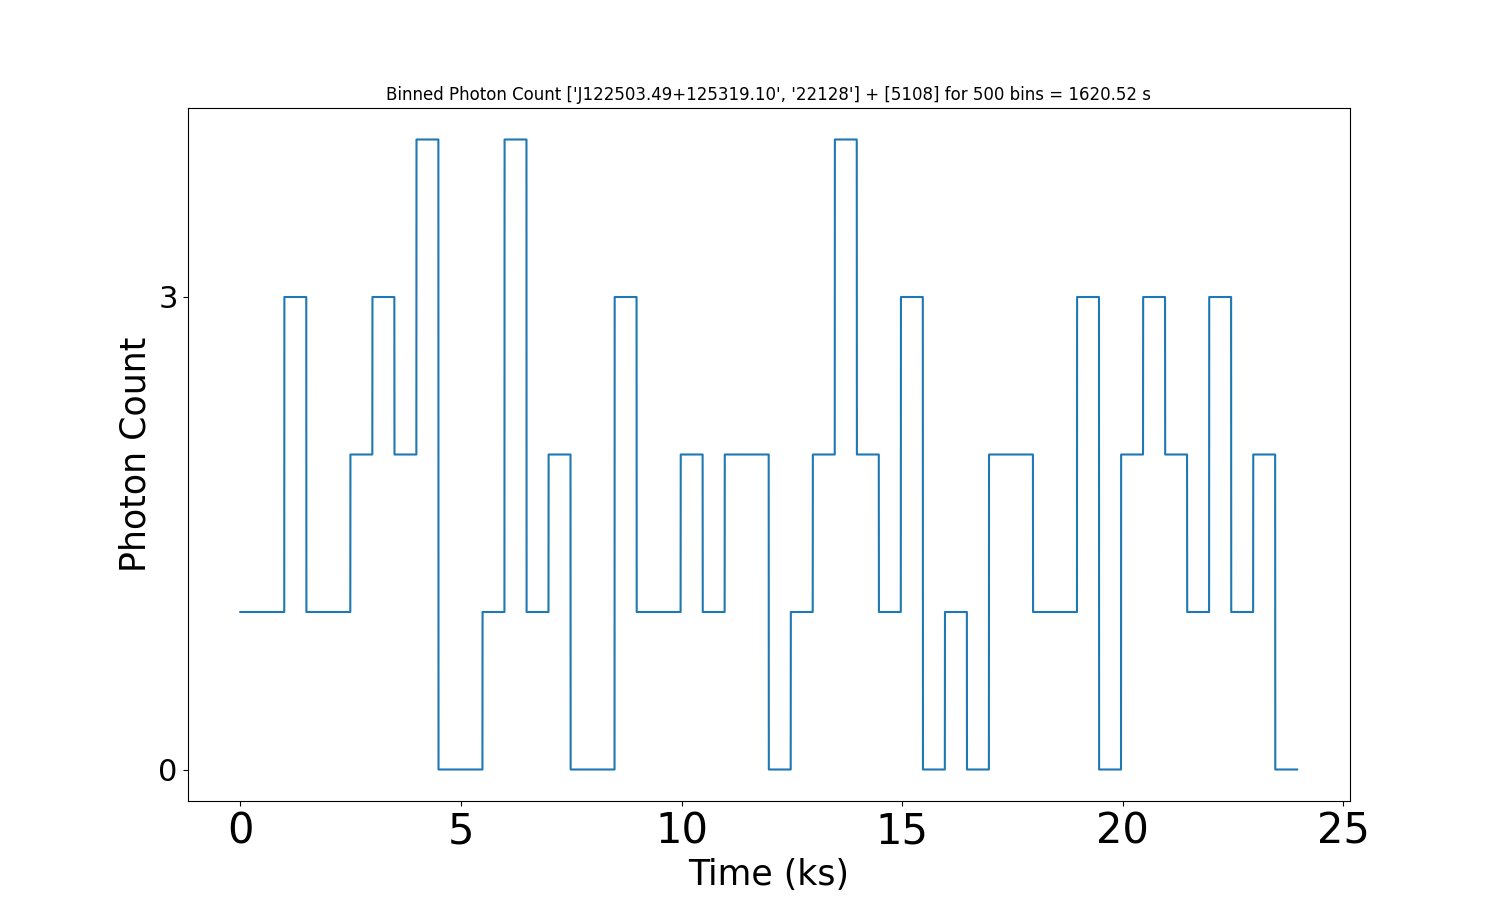 Binned Photon Count ['J122503.49+125319.10', '22128'] + [5108] for 500 bins = 1620.52 s
3
0
Photon Count
0 5 10 15 20 25
Time (ks)